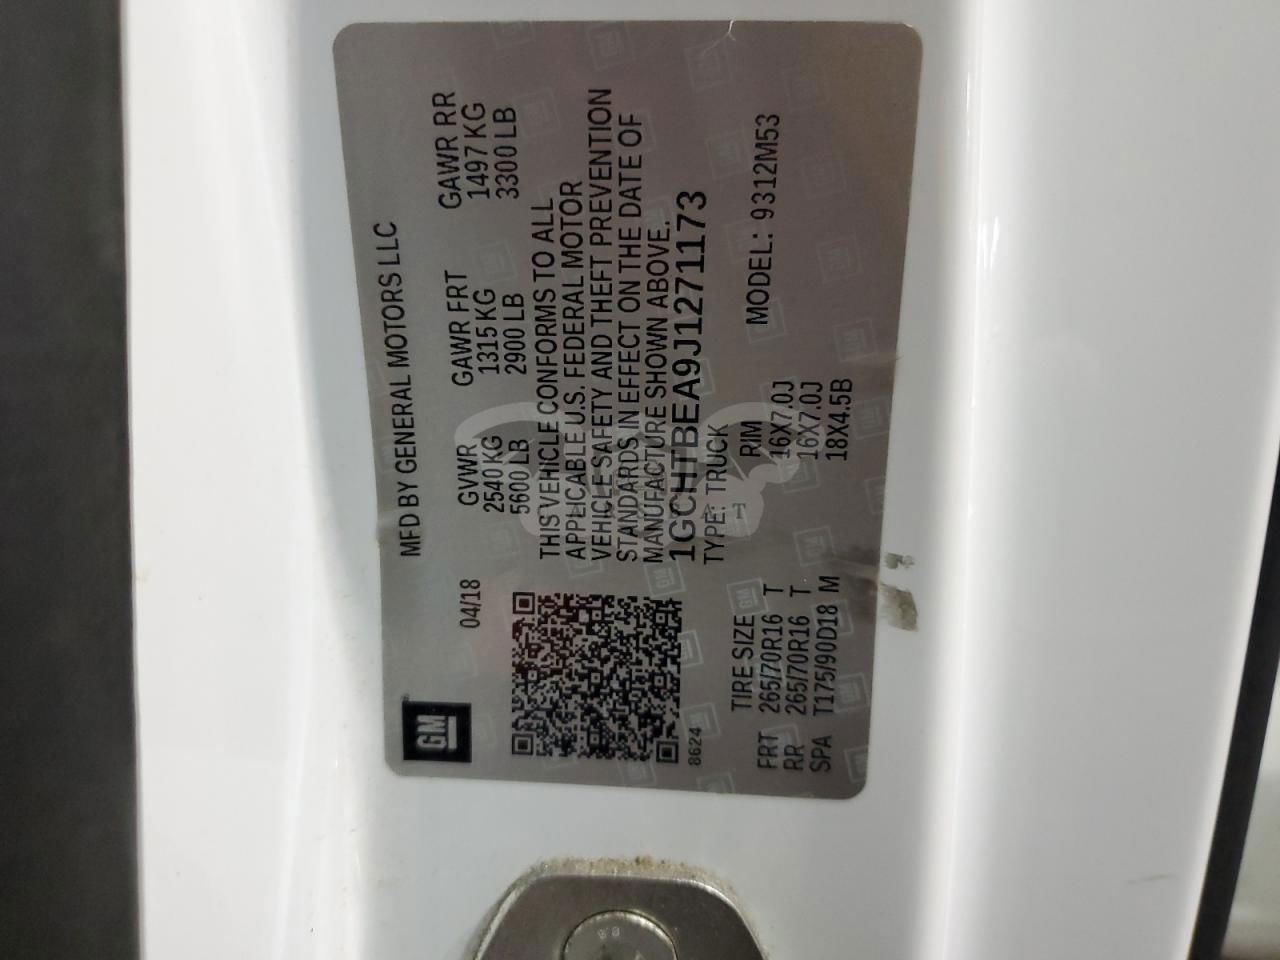 GM
MFD BY GENERAL MOTORS LLC
04/18
GVWR GAWR FRT GAWR RR
2540 KG 1315 KG 1497 KG
5600 LB 2900 LB 3300 LB
THIS VEHICLE CONFORMS TO ALL
APPLICABLE U.S. FEDERAL MOTOR
VEHICLE SAFETY AND THEFT PREVENTION
STANDARDS IN EFFECT ON THE DATE OF
MANUFACTURE SHOWN ABOVE.
1GCHTBEA9J1271173
8624
TYPE: TRUCK
MODEL: 9312M53
TIRE SIZE RIM
FRT 265/70R16 T 16X7.0J
RR 265/70R16 T 16X7.0J
SPA T175/90D18 M 18X4.5B